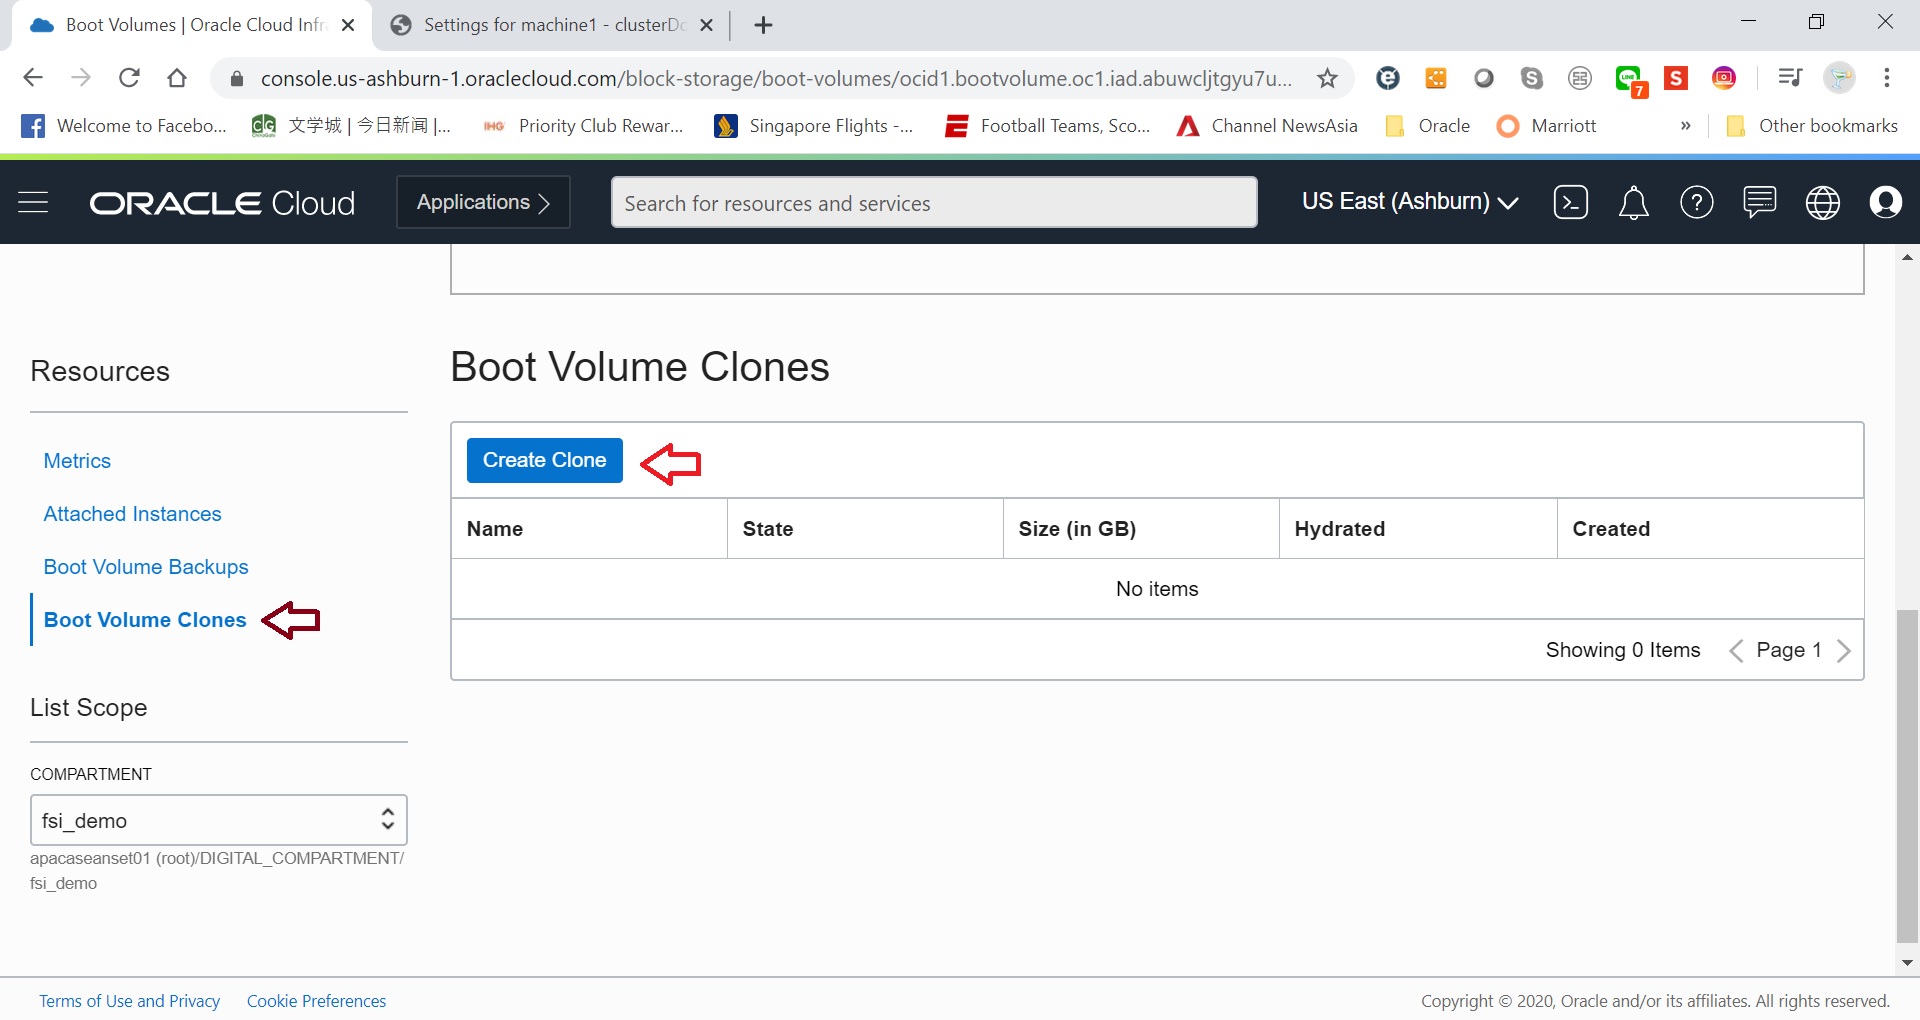 Boot Volumes | Oracle Cloud Infr
Settings for machine1 - clusterDo
console.us-ashburn-1.oraclecloud.com/block-storage/boot-volumes/ocid1.bootvolume.oc1.iad.abuwcljtgyu7u...
7
S
Welcome to Facebo...
CG
文学城 | 今日新闻 |...
IHG
Priority Club Rewar...
Singapore Flights -...
Football Teams, Sco...
Channel NewsAsia
Oracle
Marriott
»
Other bookmarks
ORACLE Cloud
Applications
Search for resources and services
US East (Ashburn)
Resources
Metrics
Attached Instances
Boot Volume Backups
Boot Volume Clones
List Scope
COMPARTMENT
fsi_demo
apacaseanset01 (root)/DIGITAL_COMPARTMENT/
fsi_demo
Boot Volume Clones
Create Clone
Name State Size (in GB) Hydrated Created
No items
Showing 0 Items Page 1
Terms of Use and Privacy Cookie Preferences
Copyright © 2020, Oracle and/or its affiliates. All rights reserved.